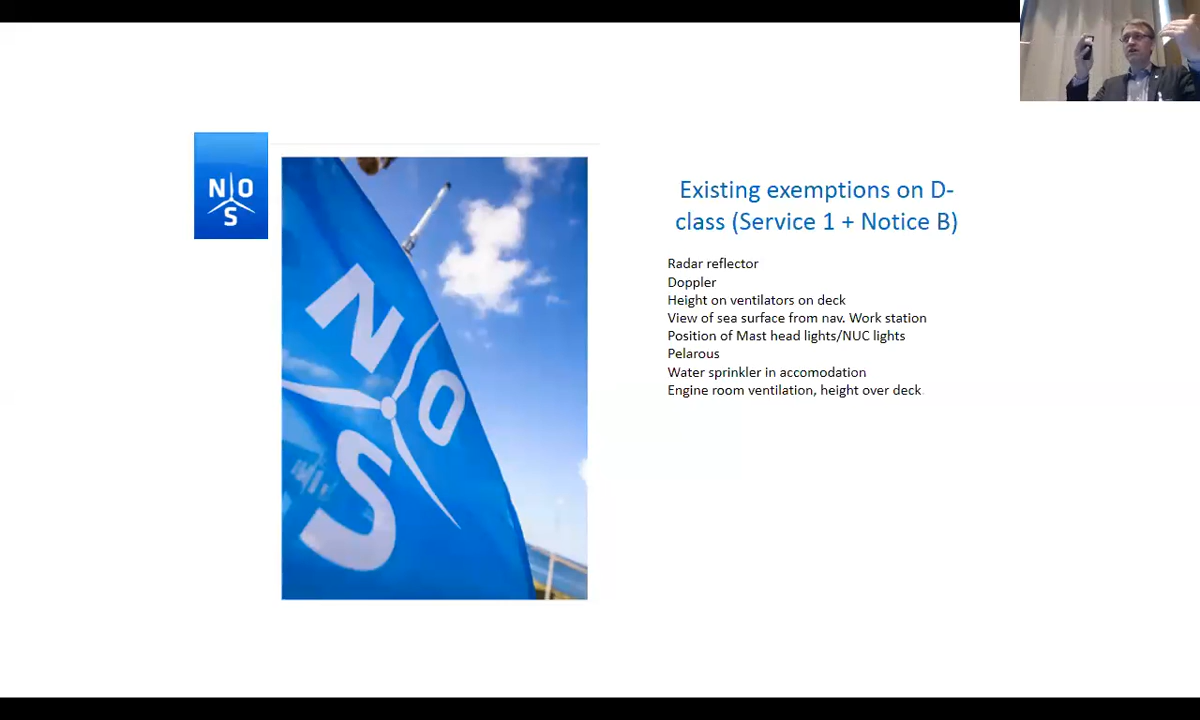 N O
S
N O
S
Existing exemptions on D-
class (Service 1 + Notice B)
Radar reflector
Doppler
Height on ventilators on deck
View of sea surface from nav. Work station
Position of Mast head lights/NUC lights
Pelarous
Water sprinkler in accomodation
Engine room ventilation, height over deck